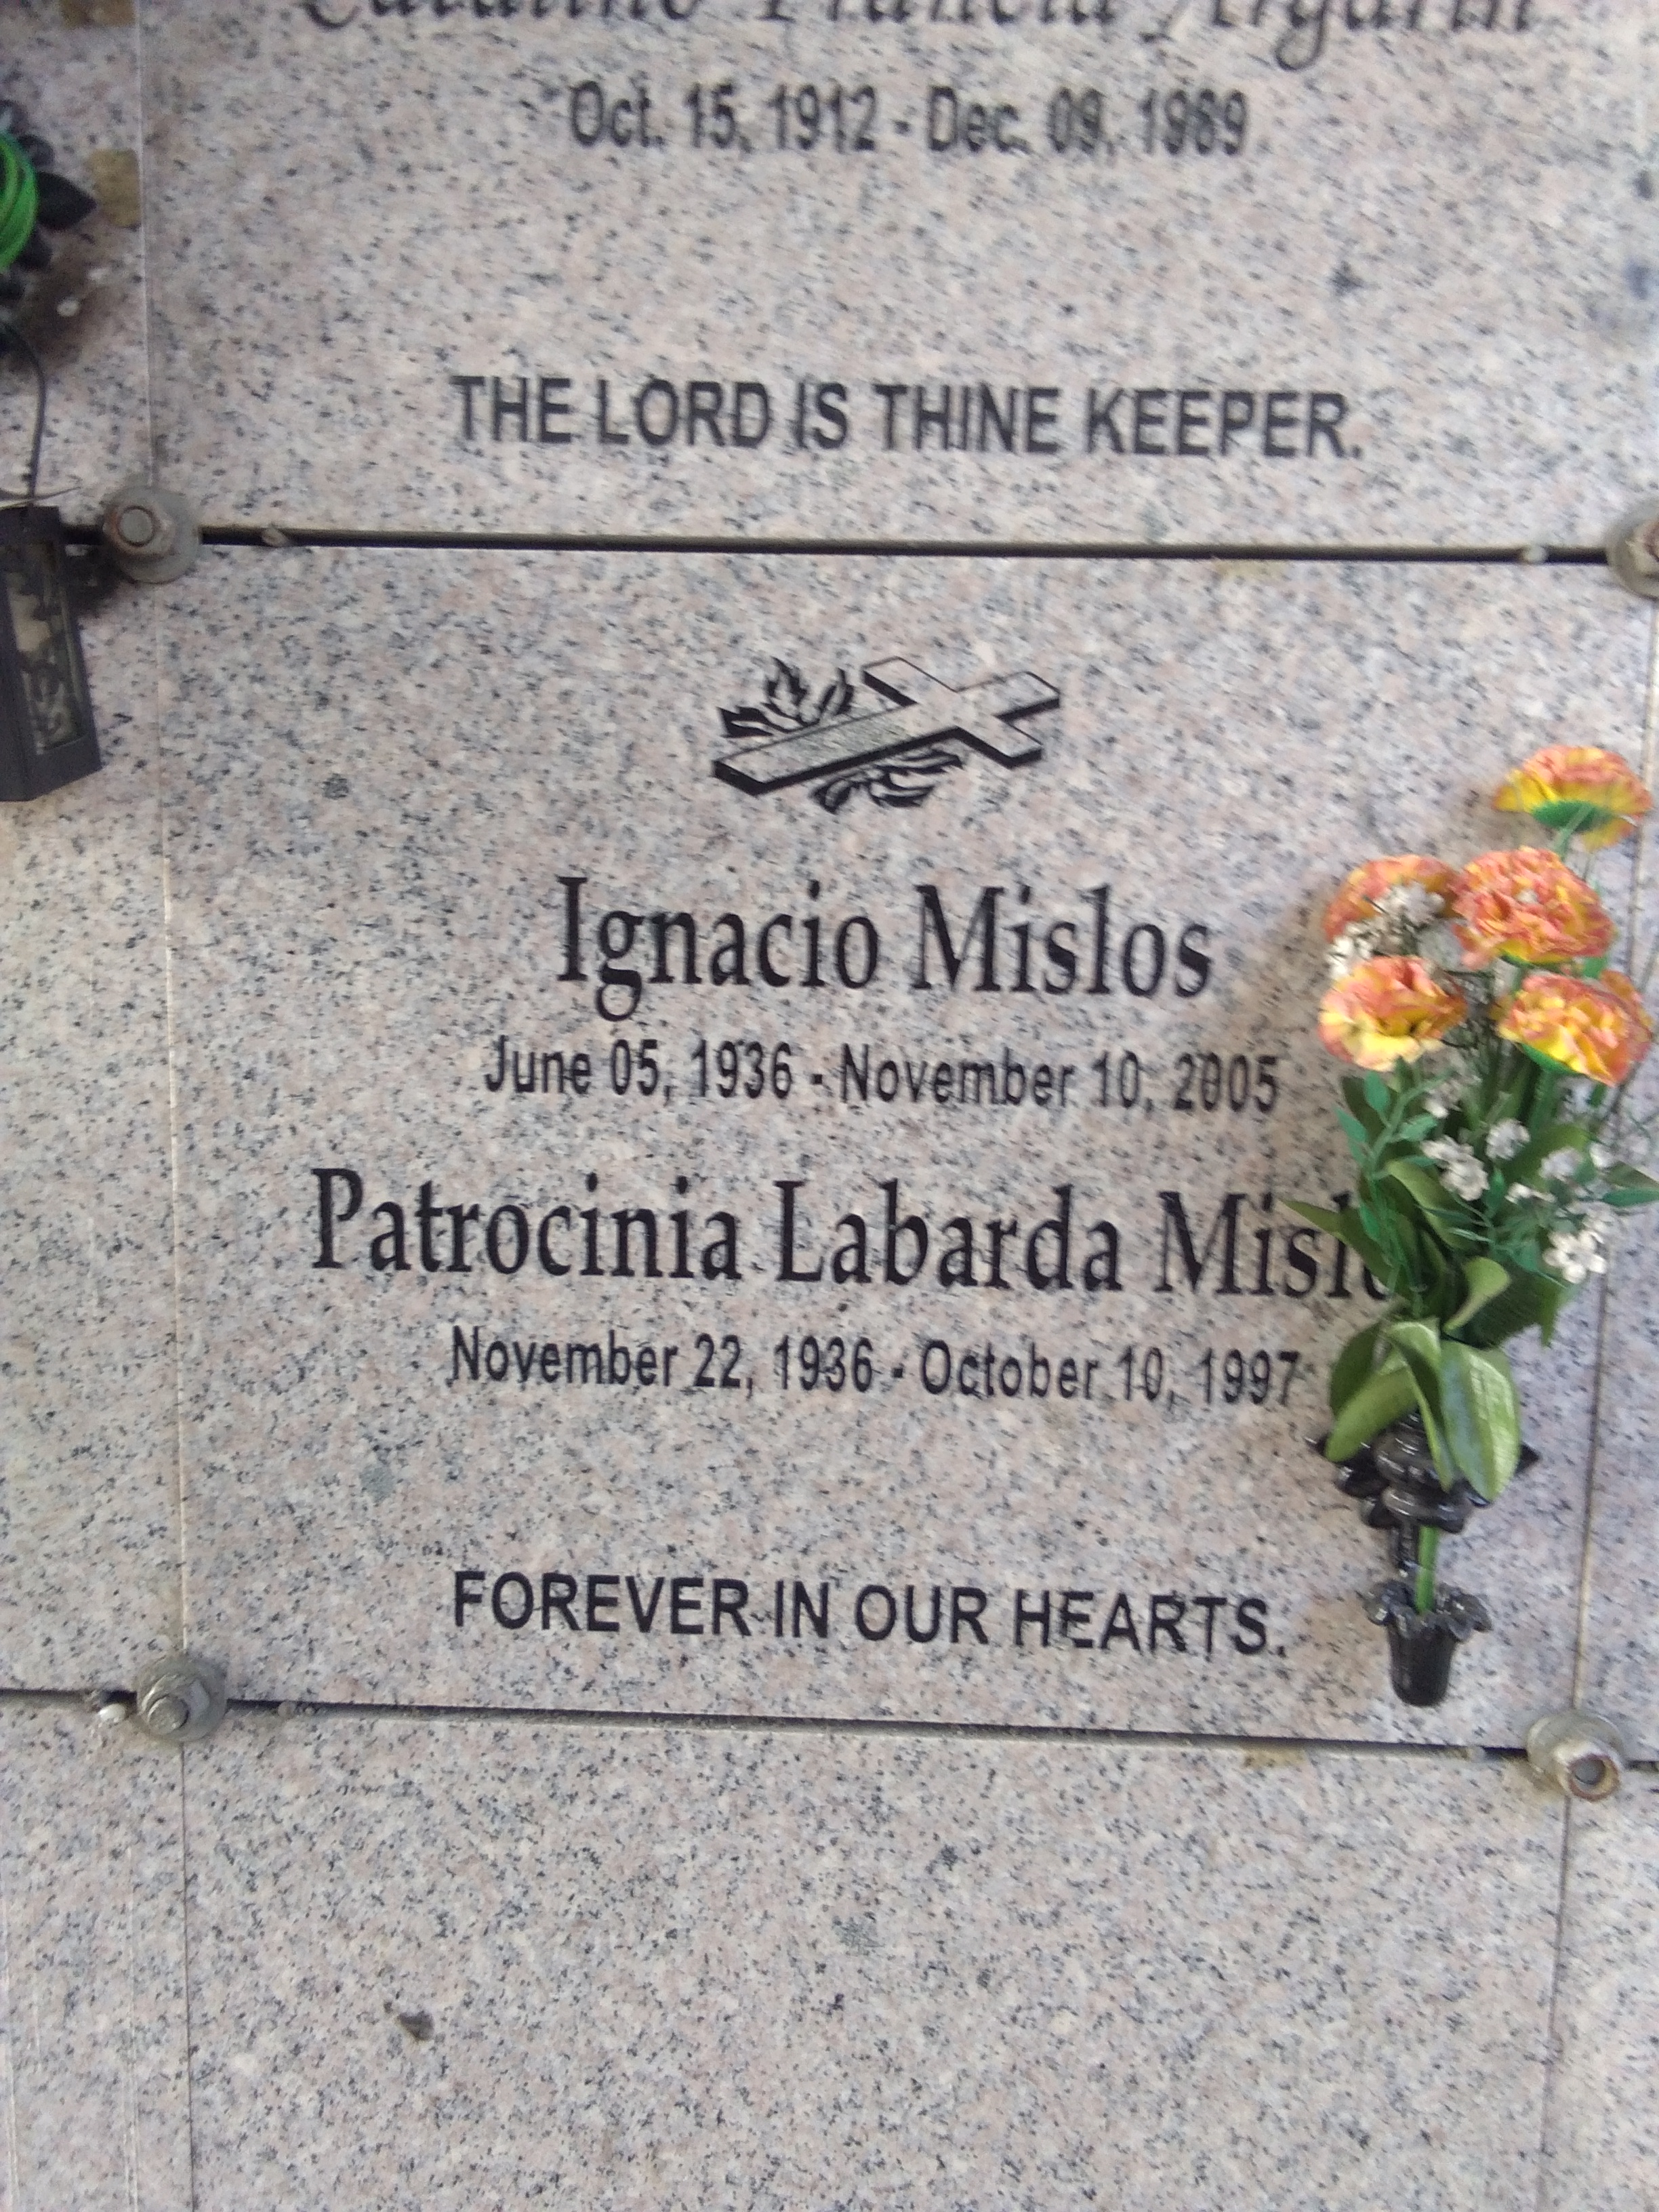 Oct. 15, 1912 - Dec. 09, 1989
THE LORD IS THINE KEEPER.
Ignacio Mislos
June 05, 1936 - November 10, 2005
Patrocinia Labarda
November 22, 1936 - October 10, 1997
FOREVER IN OUR HEARTS.